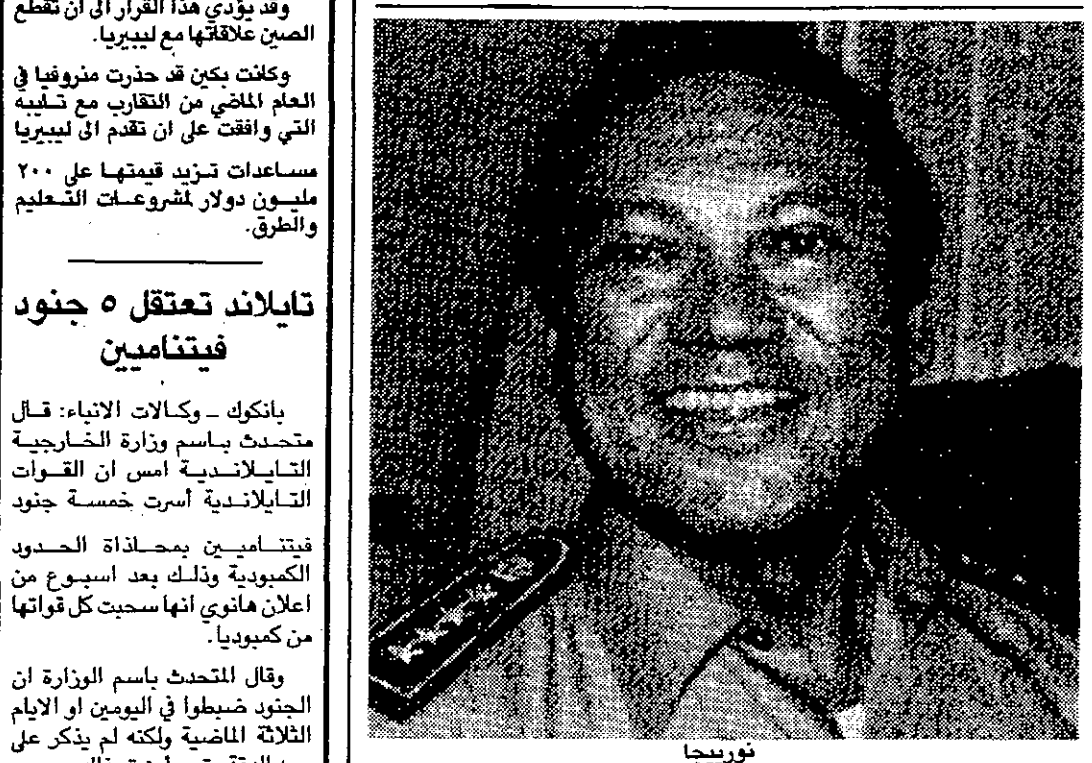 وقد يؤدي هذا القرار الى ان تقطع
الصين علاقاتها مع ليبيريا.
وكانت بكين قد حذرت منروفيا في
العام الماضي من التقارب مع تايبه
التي وافقت على ان تقدم الى ليبيريا
مساعدات تزيد قيمتها على ٢٠٠
مليون دولار لمشروعات التعليم
والطرق.
تايلاند تعتقل ٥ جنود
فيتناميين
بانكوك - وكالات الانباء: قال
متحدث باسم وزارة الخارجية
التايلاندية امس ان القوات
التايلاندية أسرت خمسة جنود
فيتناميين بمحاذاة الحدود
الكمبودية وذلك بعد اسبوع من
اعلان هانوي انها سحبت كل قواتها
من كمبوديا.
وقال المتحدث باسم الوزارة ان
الجنود ضبطوا في اليومين او الايام
الثلاثة الماضية ولكنه لم يذكر على
نورييجا